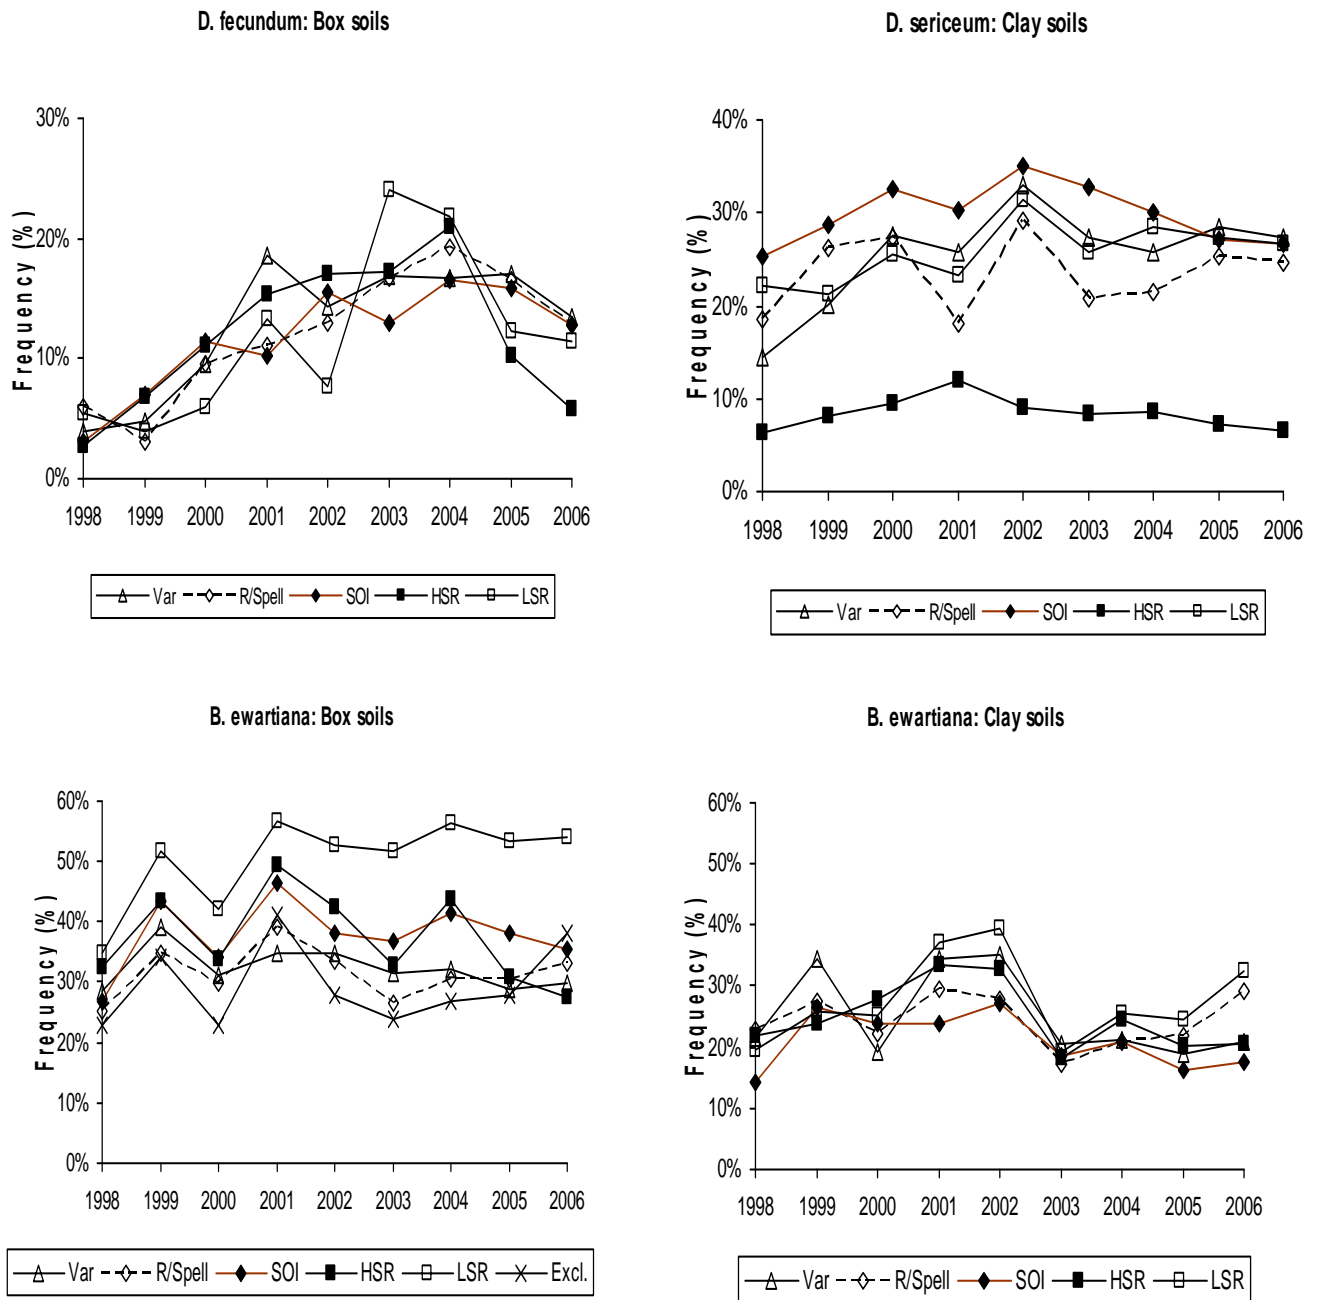 D. fecundum: Box soils
Frequency (%)
30%
20%
10%
0%
1998 1999 2000 2001 2002 2003 2004 2005 2006
Var R/Spell SOI HSR LSR
D. sericeum: Clay soils
Frequency (%)
40%
30%
20%
10%
0%
1998 1999 2000 2001 2002 2003 2004 2005 2006
Var R/Spell SOI HSR LSR
B. ewartiana: Box soils
Frequency (%)
60%
50%
40%
30%
20%
10%
0%
1998 1999 2000 2001 2002 2003 2004 2005 2006
Var R/Spell SOI HSR LSR Excl.
B. ewartiana: Clay soils
Frequency (%)
60%
50%
40%
30%
20%
10%
0%
1998 1999 2000 2001 2002 2003 2004 2005 2006
Var R/Spell SOI HSR LSR